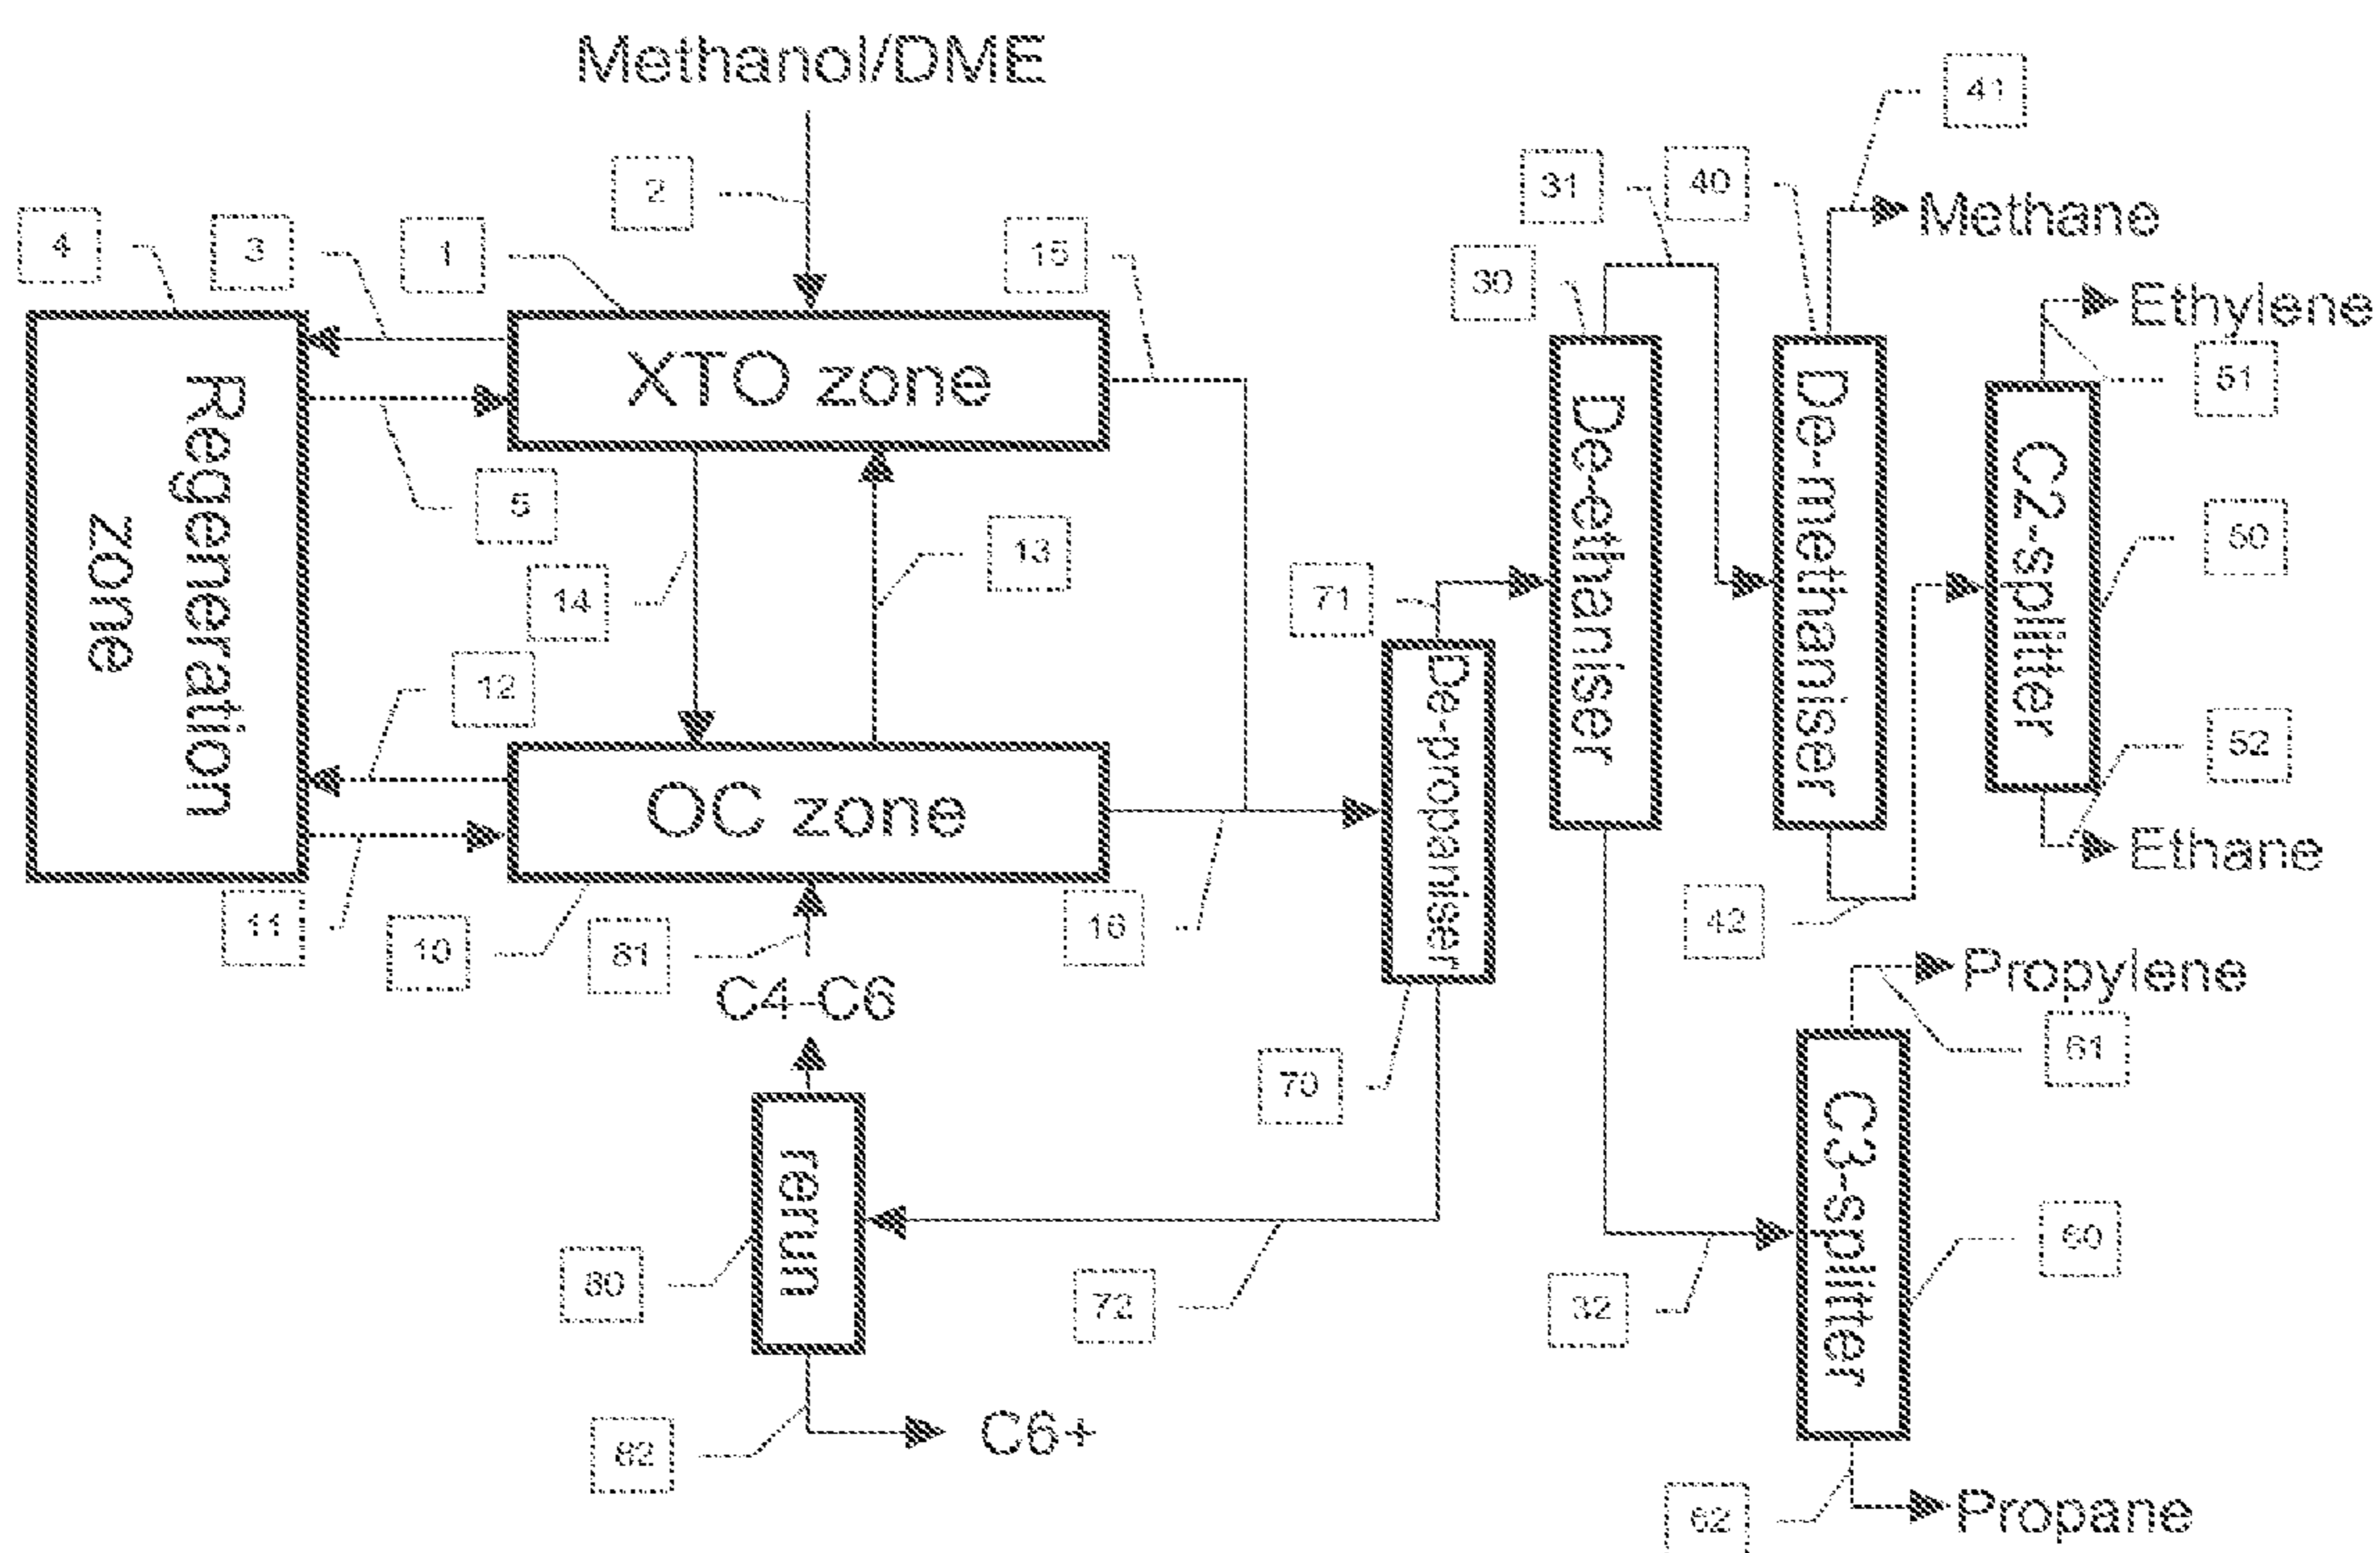 Methanol/DME
41
2
31
40
4
3
1
15
30
Methane
Ethylene
XTO zone
51
Regeneration
zone
De-ethaniser
De-methaniser
C2-splitter
5
13
50
14
71
12
De-propaniser
52
OC zone
Ethane
11
10
81
16
42
C4-C6
Propylene
61
70
rerun
C3-splitter
60
80
72
32
C6+
82
62
Propane